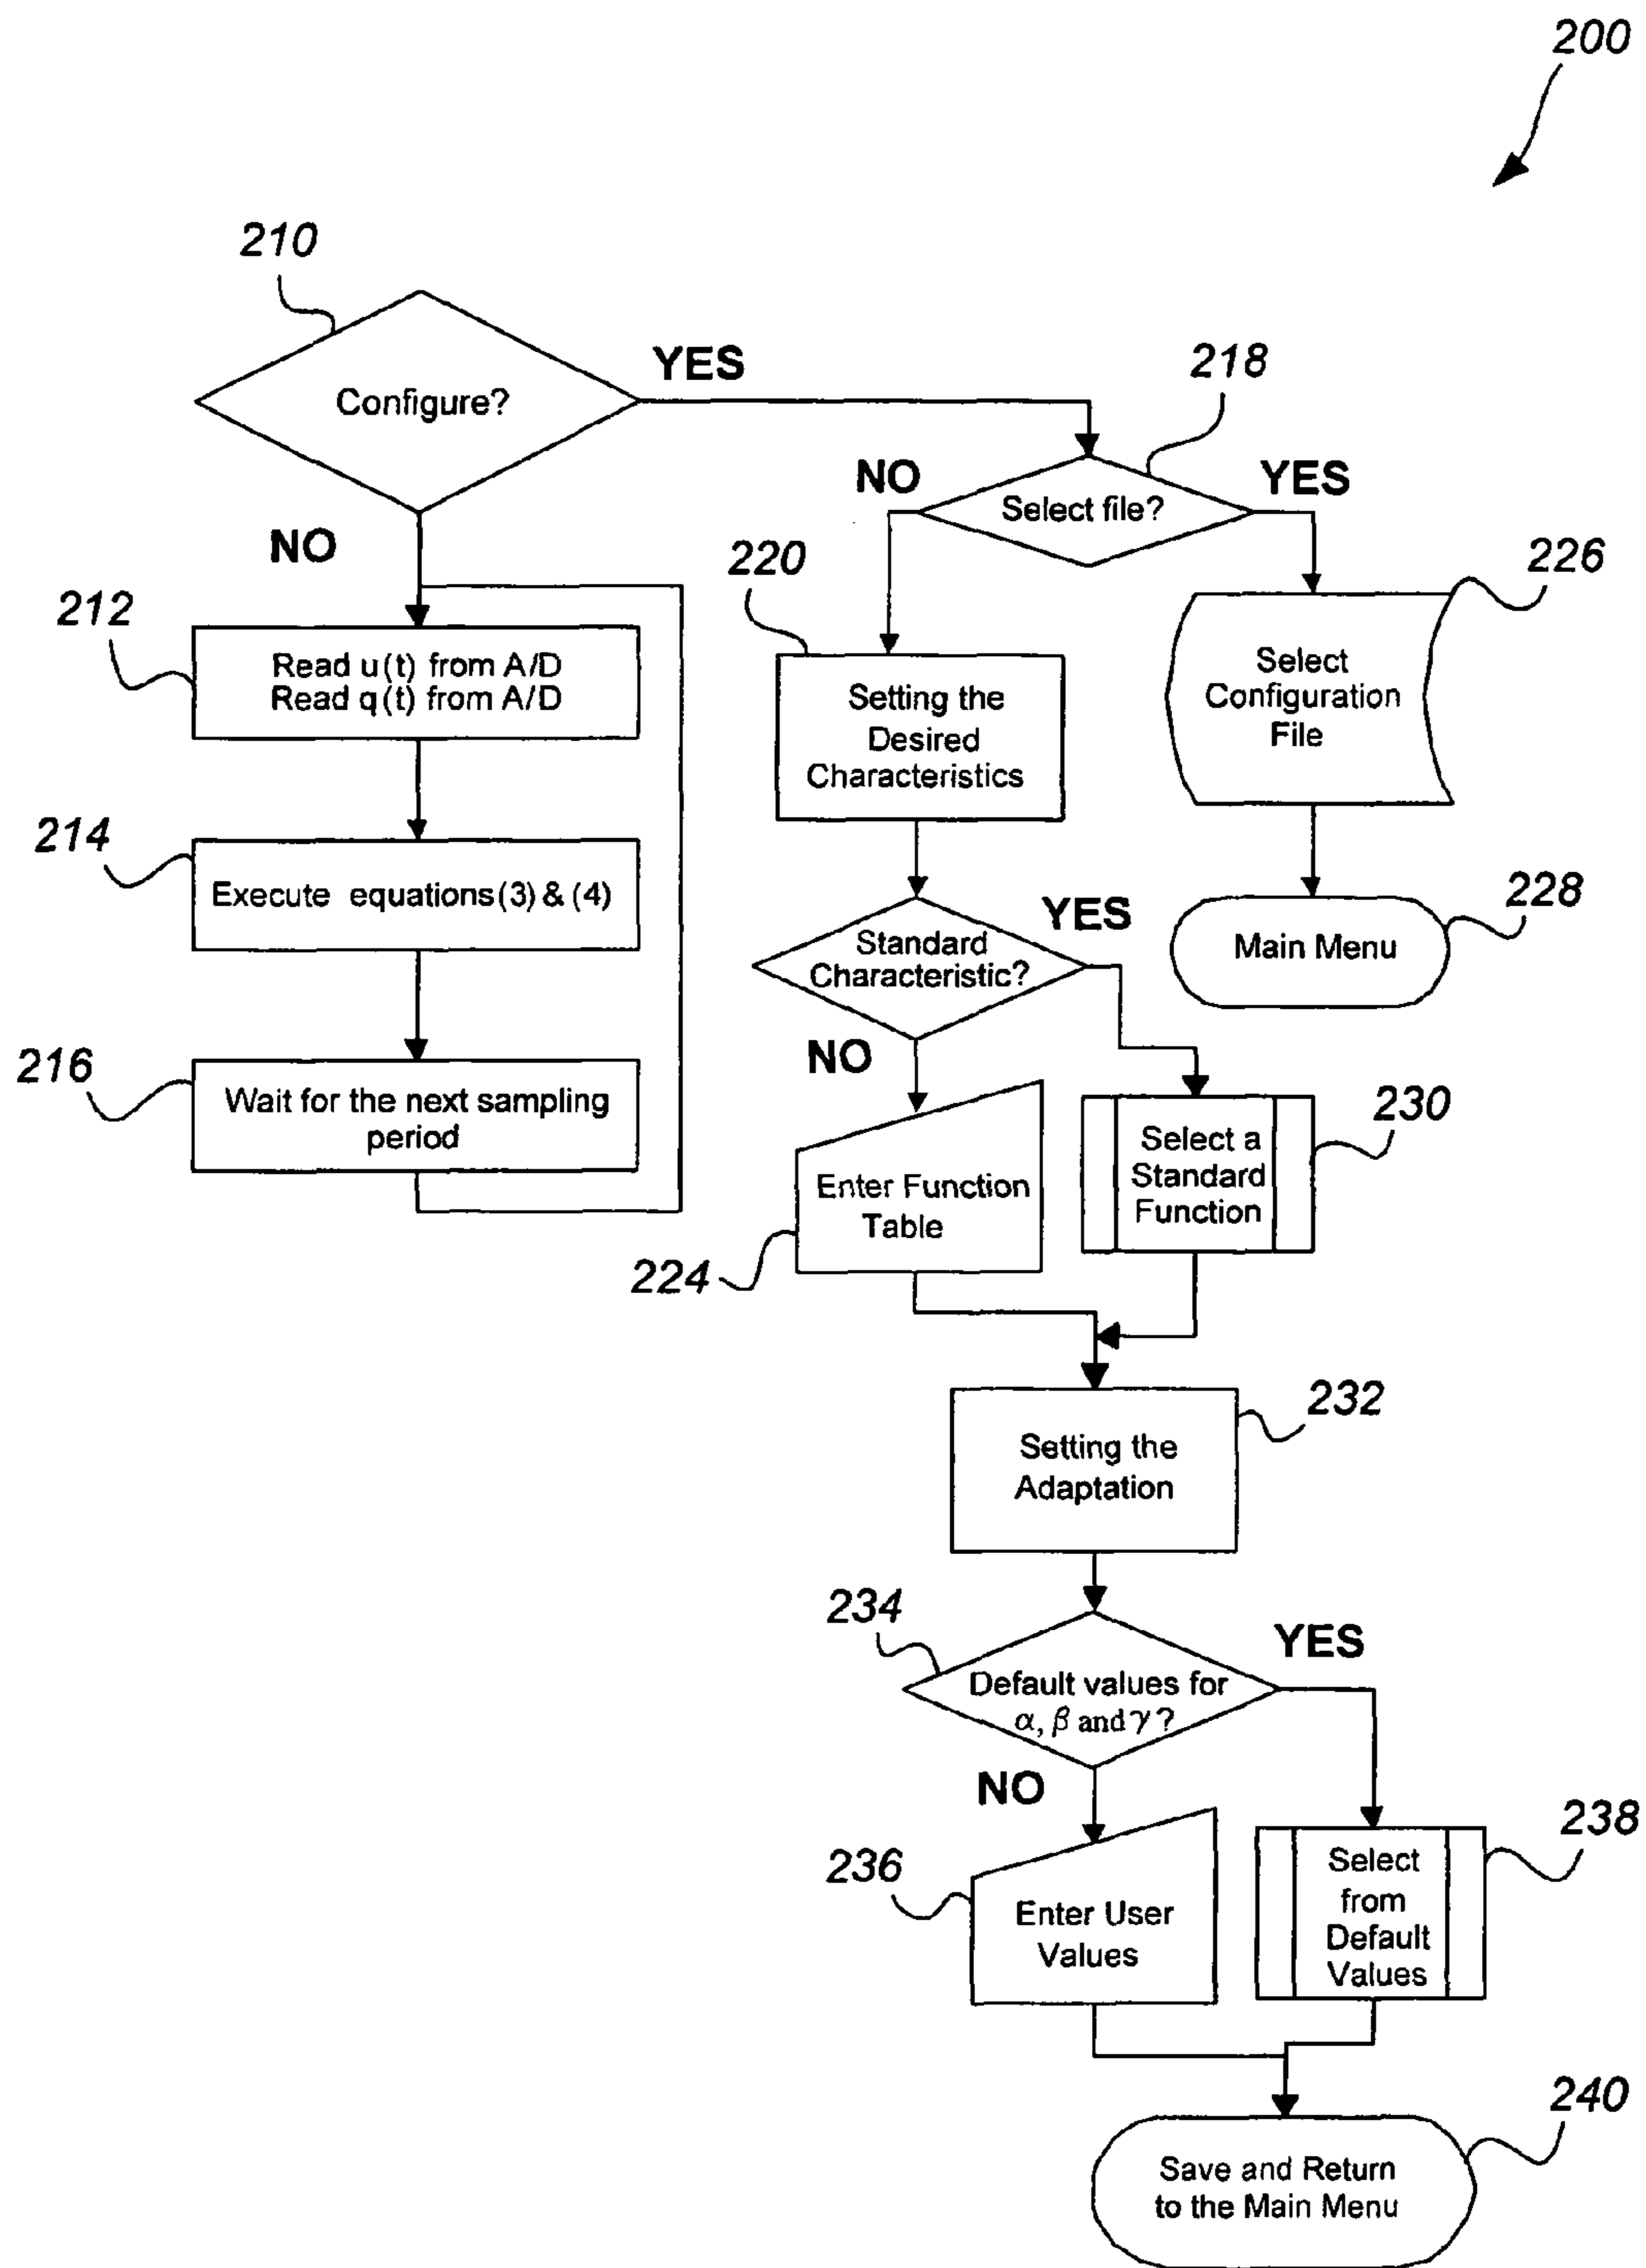 200
210
Configure?
YES
218
NO
Select file?
YES
NO
220
226
212
Read u(t) from A/D
Read q(t) from A/D
Setting the
Desired
Characteristics
Select
Configuration
File
214
Execute equations (3) & (4)
YES
228
Standard
Characteristic?
Main Menu
NO
216
Wait for the next sampling
period
230
Select a
Standard
Function
Enter Function
Table
224
232
Setting the
Adaptation
234
YES
Default values for
α, β and γ?
NO
238
236
Select
from
Default
Values
Enter User
Values
240
Save and Return
to the Main Menu